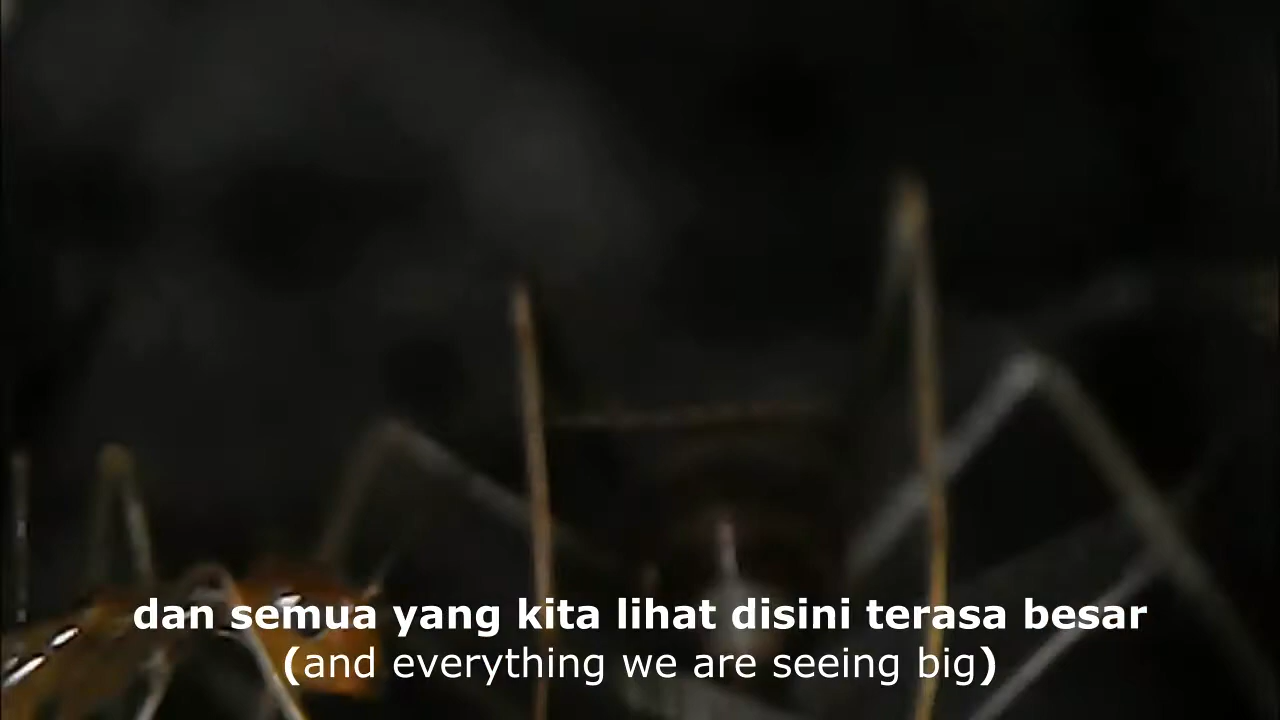 dan semua yang kita lihat disini terasa besar
(and everything we are seeing big)